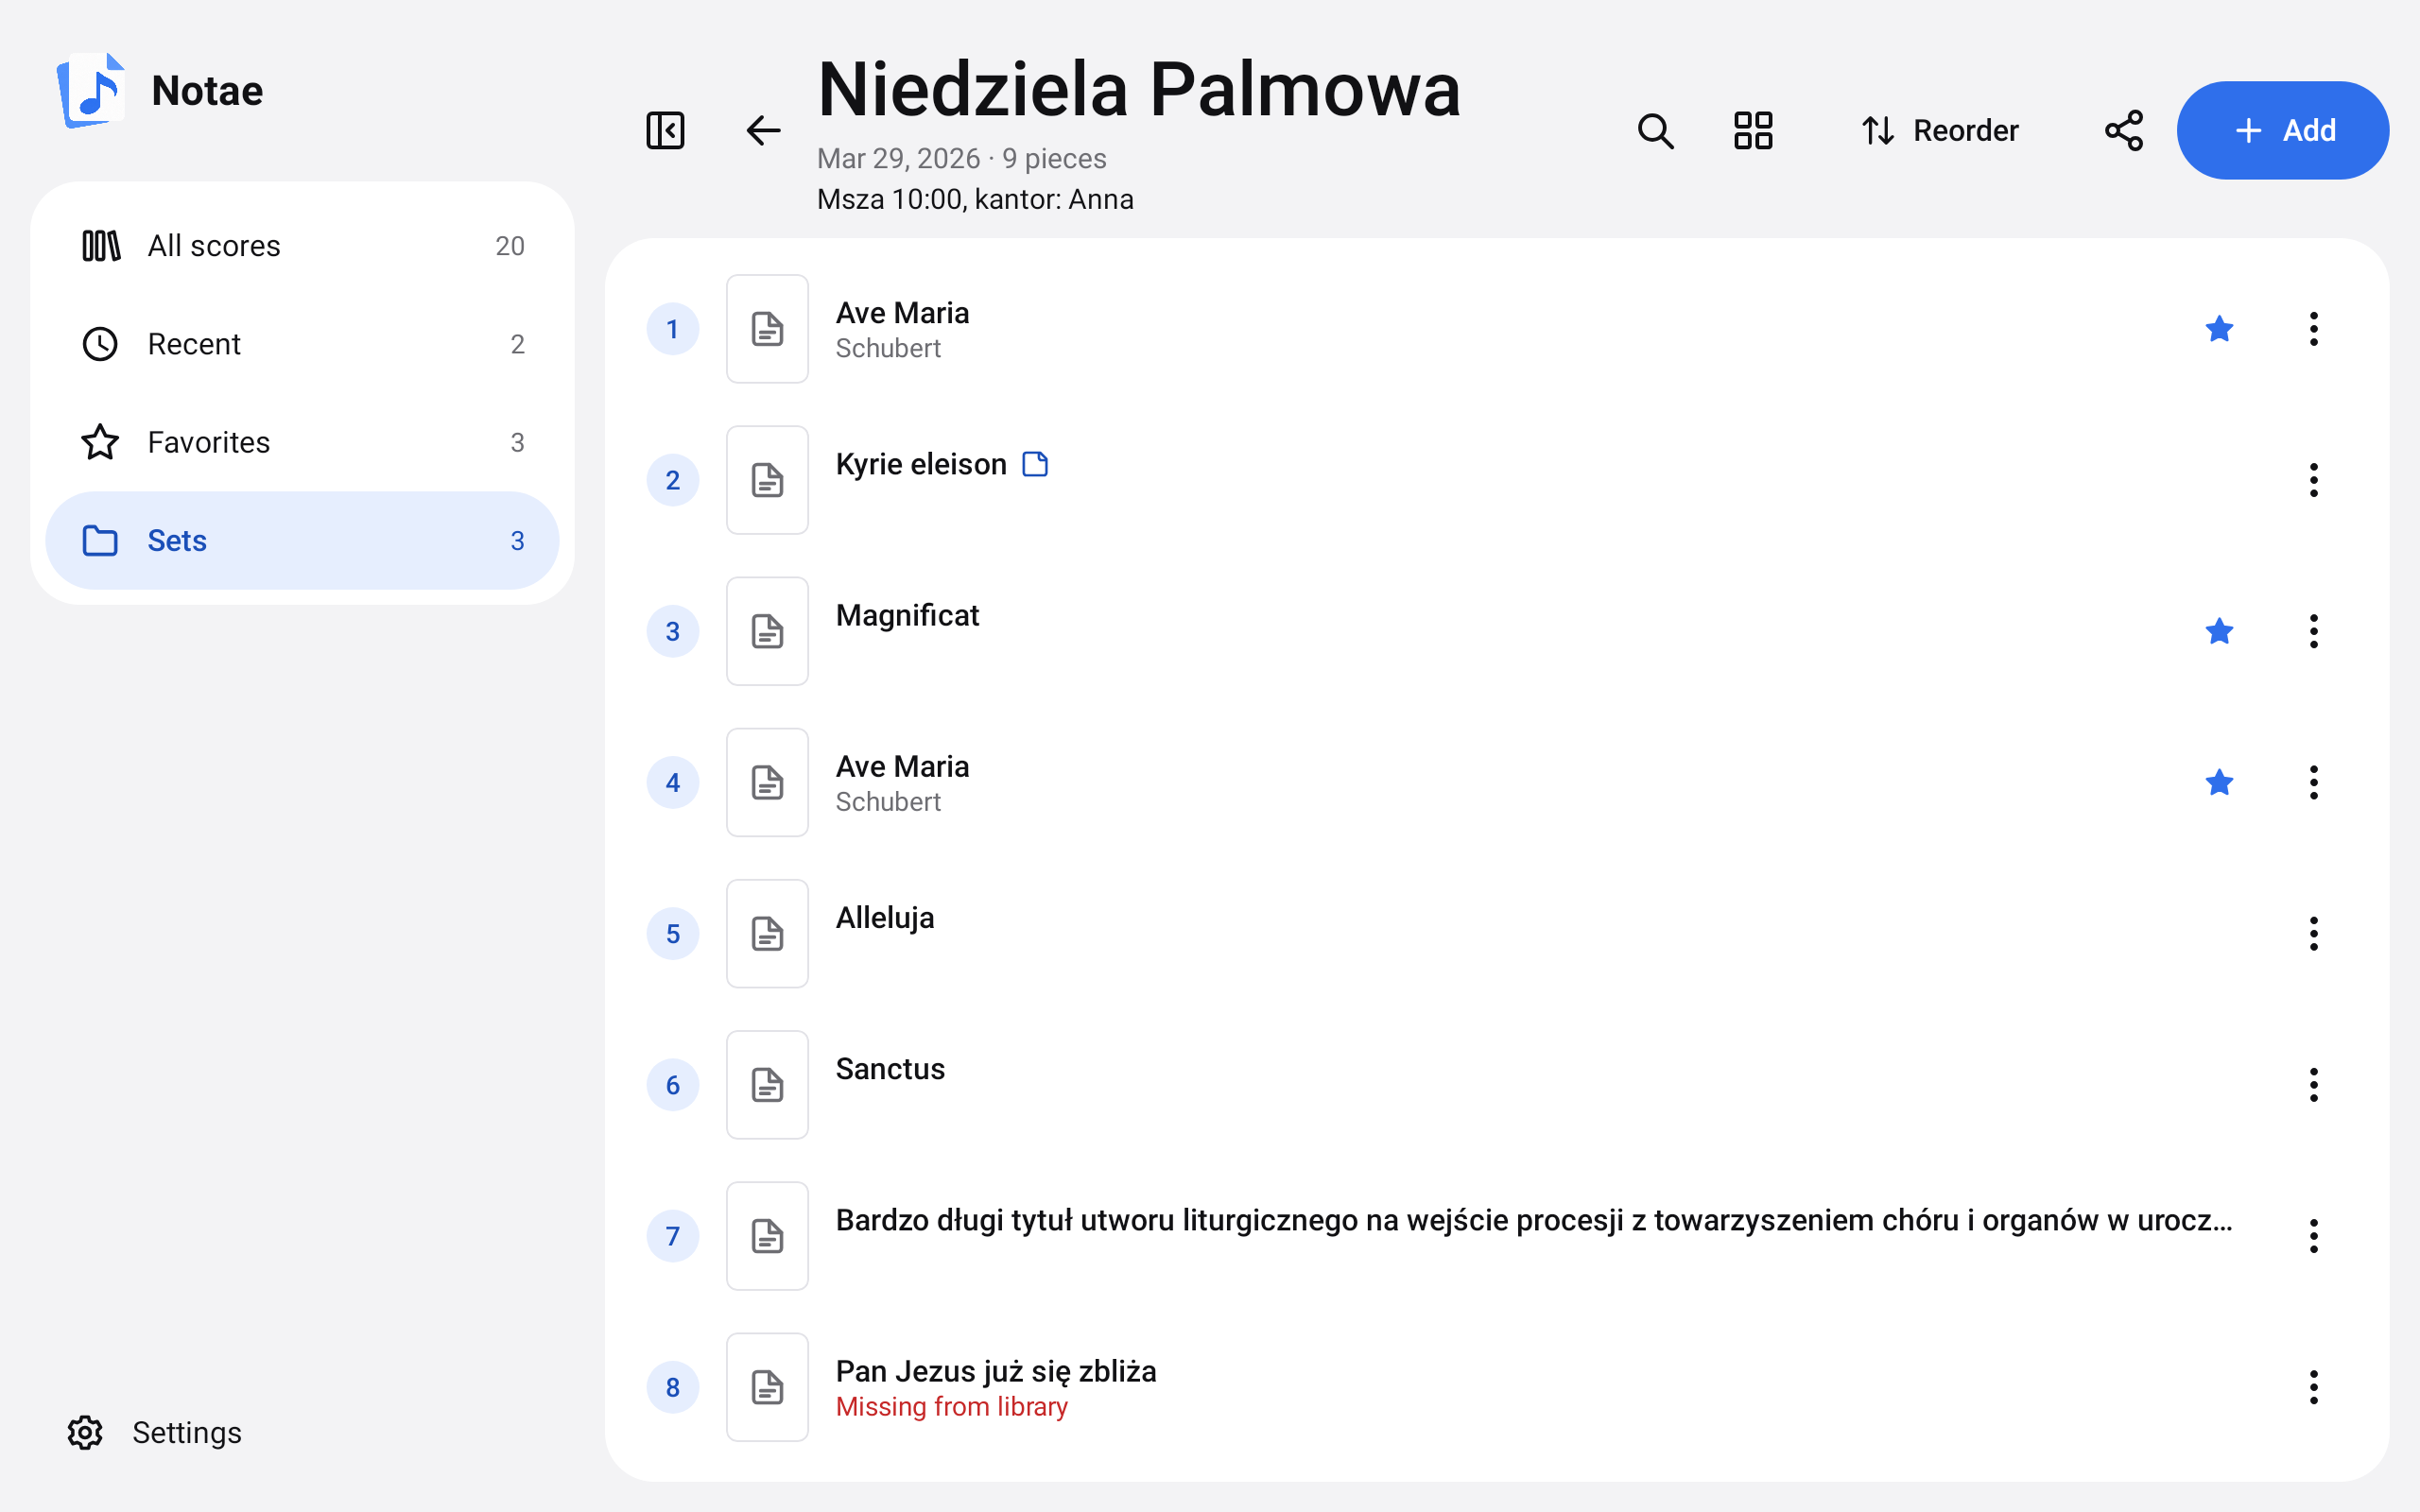 Notae
All scores 20
Recent 2
Favorites 3
Sets 3
Settings
Niedziela Palmowa
Mar 29, 2026 · 9 pieces
Msza 10:00, kantor: Anna
Reorder
Add
1 Ave Maria
Schubert
2 Kyrie eleison
3 Magnificat
4 Ave Maria
Schubert
5 Alleluja
6 Sanctus
7 Bardzo długi tytuł utworu liturgicznego na wejście procesji z towarzyszeniem chóru i organów w urocz...
8 Pan Jezus już się zbliża
Missing from library